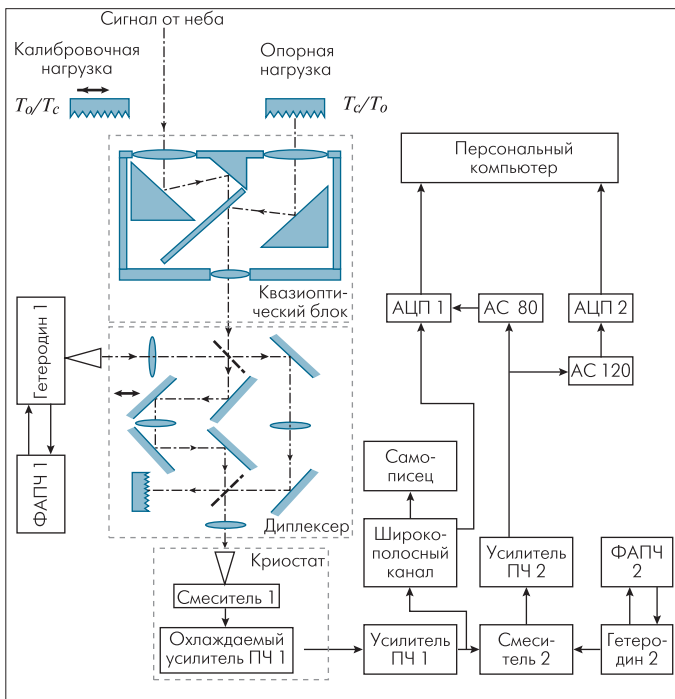 Сигнал от неба
Калибровочная
нагрузка
Опорная
нагрузка
To/Tc
Tc/To
Персональный
компьютер
Квазиопти-
ческий блок
АЦП 1
АС 80
АЦП 2
АС 120
Гетеродин 1
ФАПЧ 1
Само-
писец
Диплексер
Широко-
полосный
канал
Усилитель
ПЧ 2
ФАПЧ
2
Криостат
Смеситель 1
Охлаждаемый
усилитель ПЧ 1
Усилитель
ПЧ 1
Смеси-
тель 2
Гетеро-
дин 2